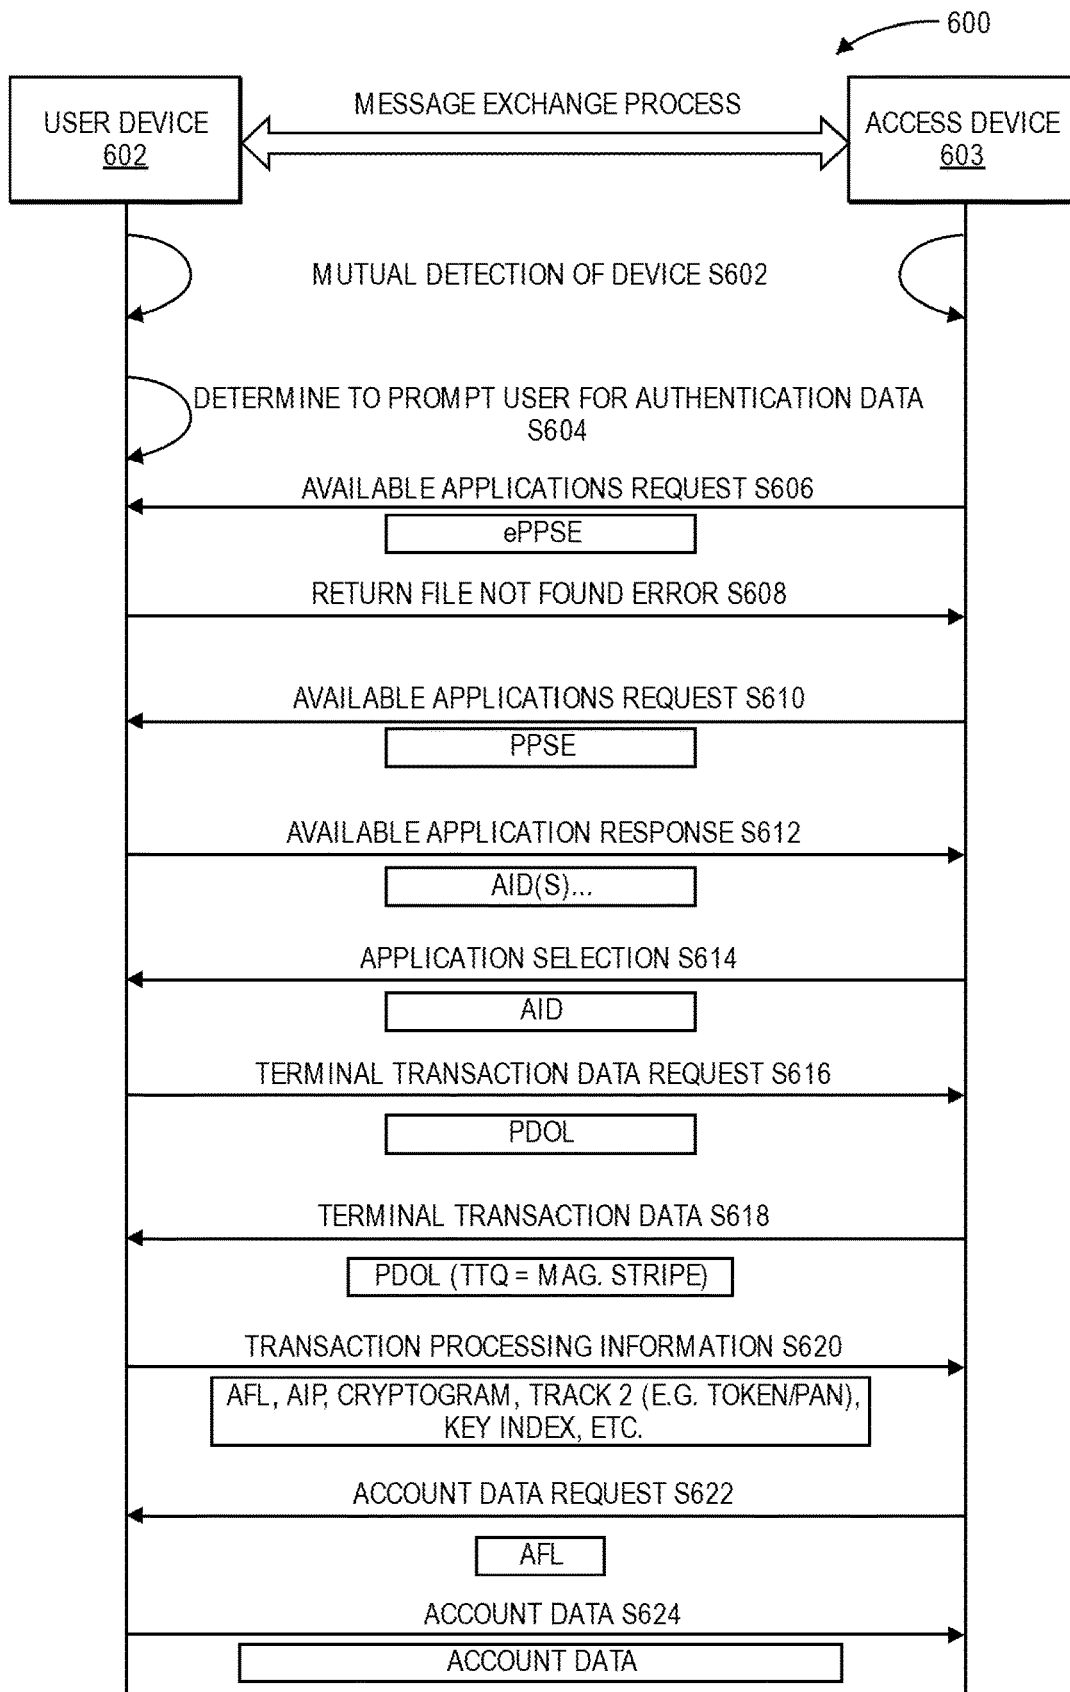 600
MESSAGE EXCHANGE PROCESS
USER DEVICE
602
ACCESS DEVICE
603
MUTUAL DETECTION OF DEVICE S602
DETERMINE TO PROMPT USER FOR AUTHENTICATION DATA
S604
AVAILABLE APPLICATIONS REQUEST S606
ePPSE
RETURN FILE NOT FOUND ERROR S608
AVAILABLE APPLICATIONS REQUEST S610
PPSE
AVAILABLE APPLICATION RESPONSE S612
AID(S)...
APPLICATION SELECTION S614
AID
TERMINAL TRANSACTION DATA REQUEST S616
PDOL
TERMINAL TRANSACTION DATA S618
PDOL (TTQ = MAG. STRIPE)
TRANSACTION PROCESSING INFORMATION S620
AFL, AIP, CRYPTOGRAM, TRACK 2 (E.G. TOKEN/PAN),
KEY INDEX, ETC.
ACCOUNT DATA REQUEST S622
AFL
ACCOUNT DATA S624
ACCOUNT DATA